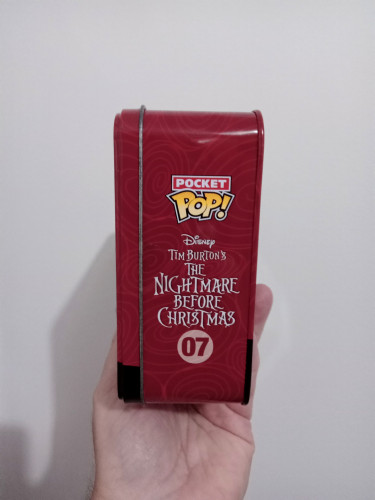 POCKET
POP!
Disney
TIM BURTON'S
THE
NIGHTMARE
BEFORE
CHRISTMAS
07